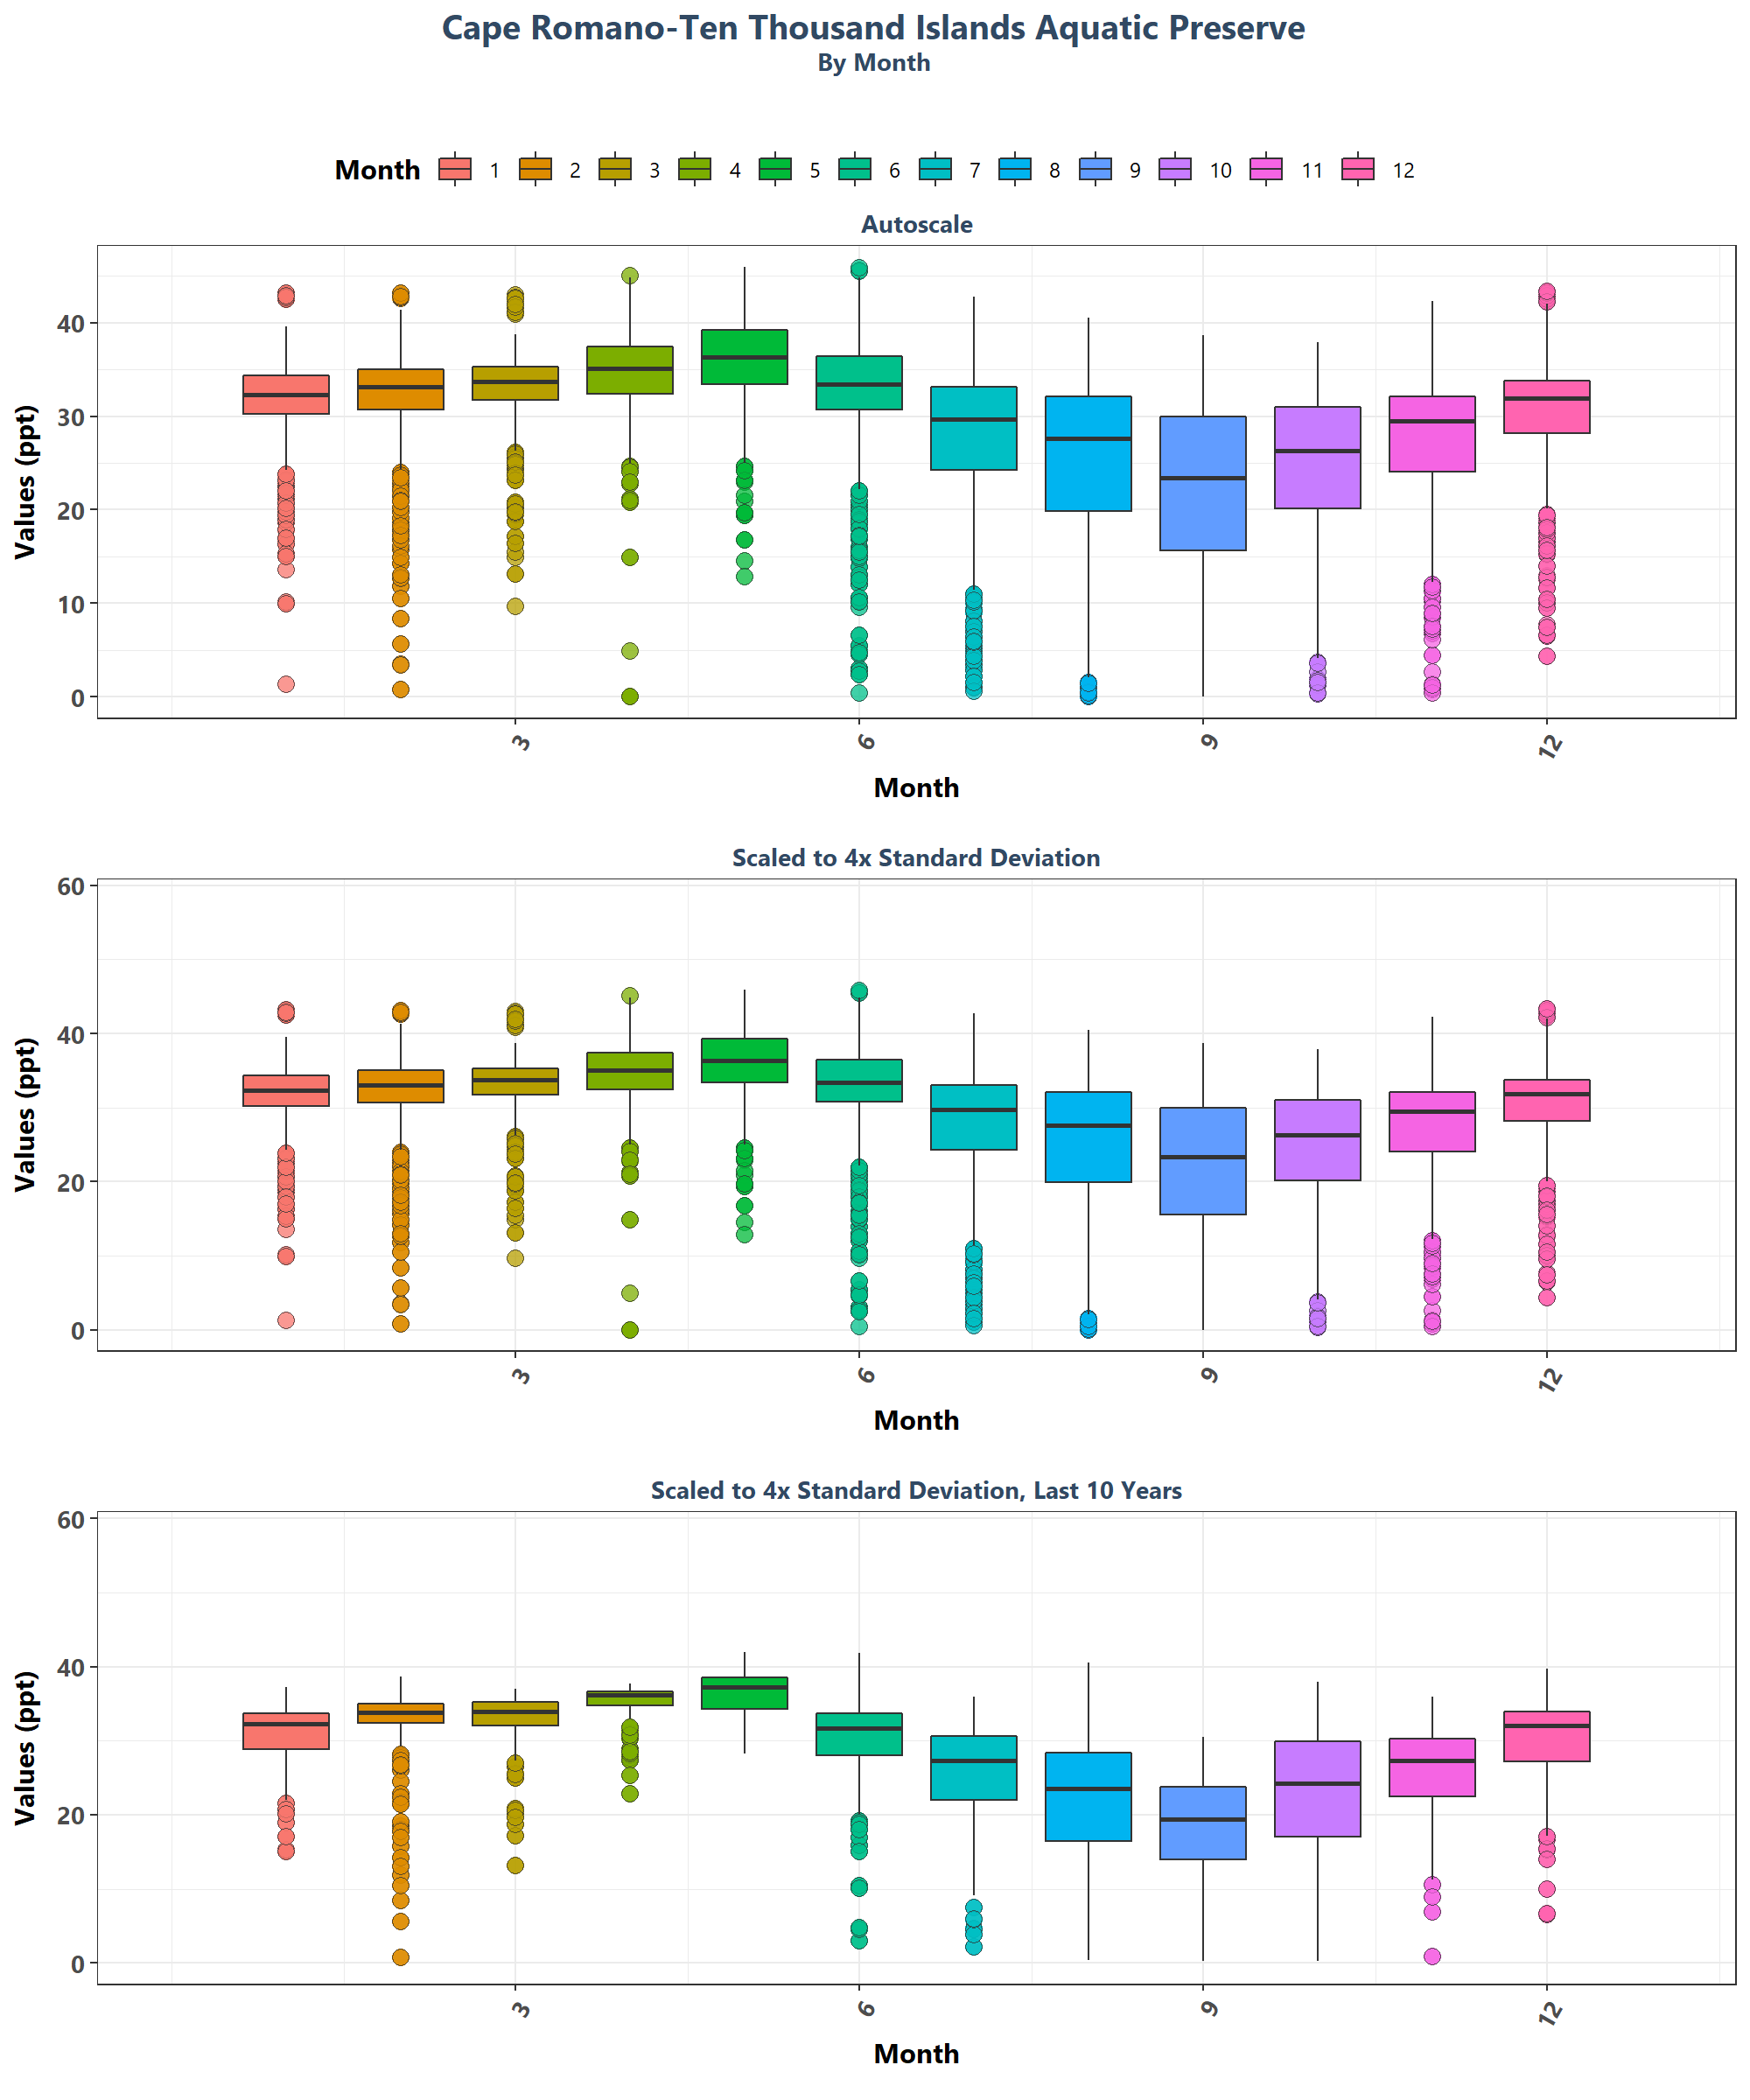 Cape Romano-Ten Thousand Islands Aquatic Preserve
By Month
Month 1 2 3 4 5 6 7 8 9 10 11 12
Autoscale
Values (ppt)
40
30
20
10
0
3 6 9 12
Month
Scaled to 4x Standard Deviation
Values (ppt)
60
40
20
0
3 6 9 12
Month
Scaled to 4x Standard Deviation, Last 10 Years
Values (ppt)
60
40
20
0
3 6 9 12
Month